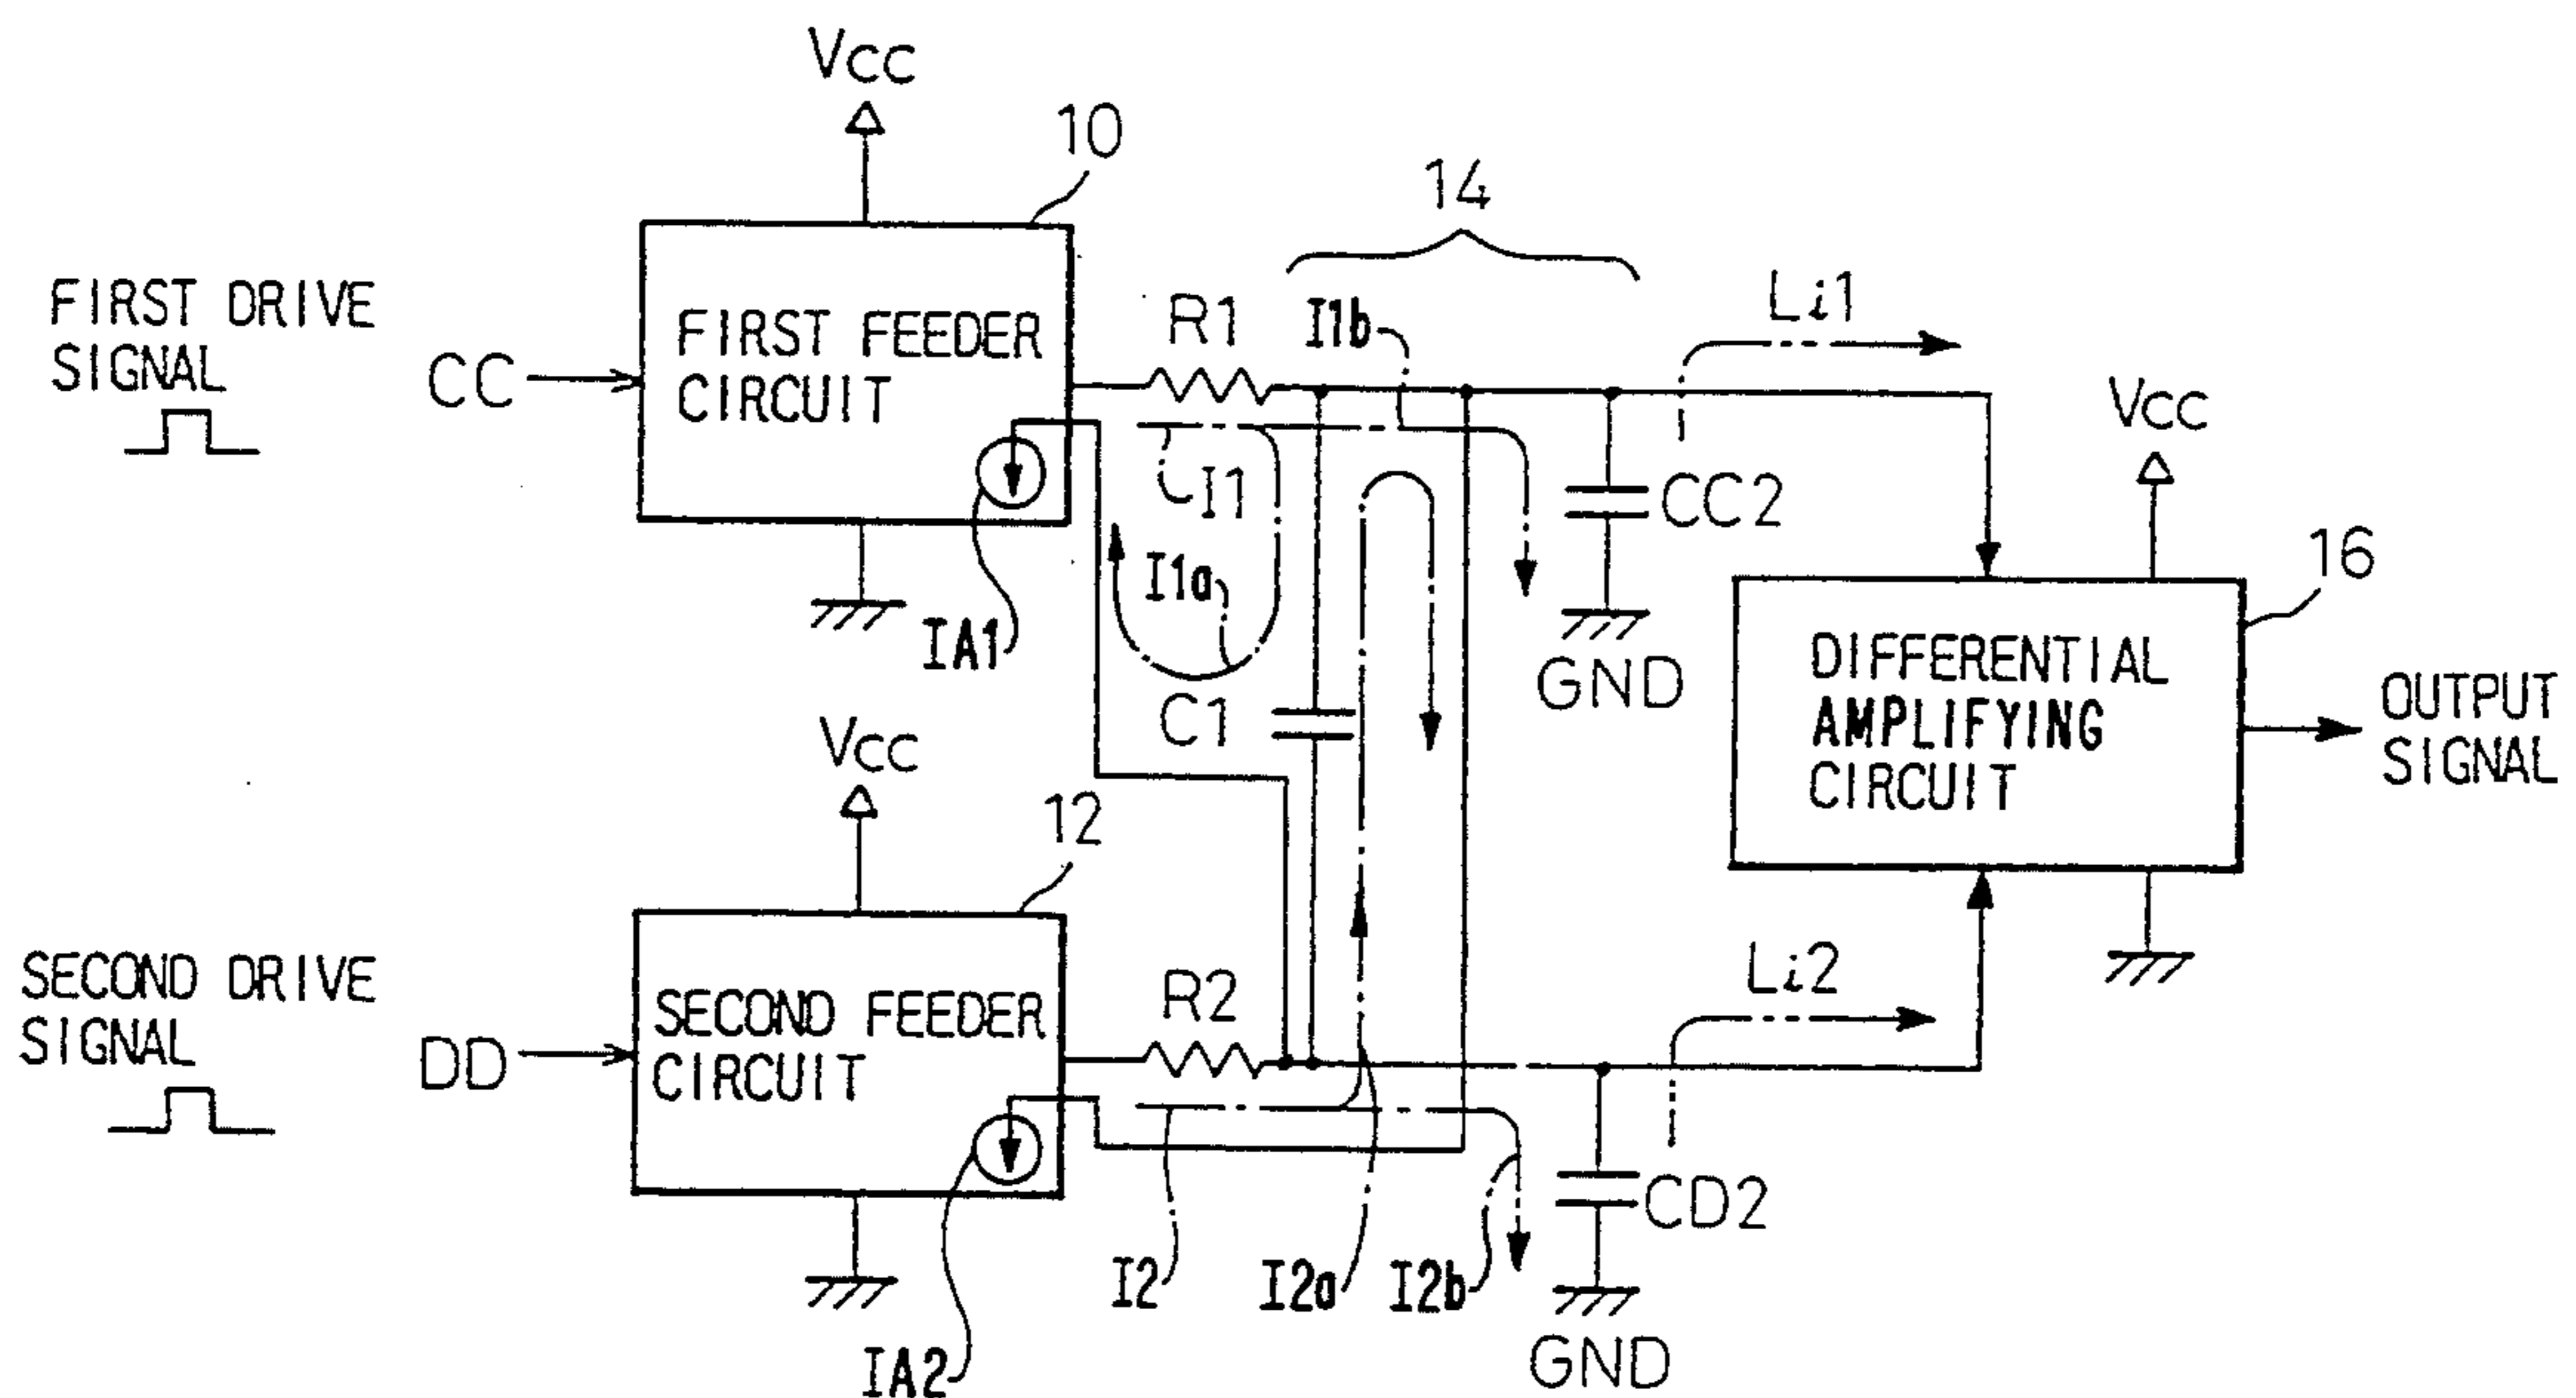 Vcc
10
14
FIRST DRIVE
SIGNAL
CC
FIRST FEEDER
CIRCUIT
R1
I1b
Li1
Vcc
I1
CC2
16
I1a
IA1
GND
C1
DIFFERENTIAL
AMPLIFYING
CIRCUIT
OUTPUT
SIGNAL
Vcc
12
SECOND DRIVE
SIGNAL
DD
SECOND FEEDER
CIRCUIT
R2
Li2
CD2
I2
I2a
I2b
IA2
GND